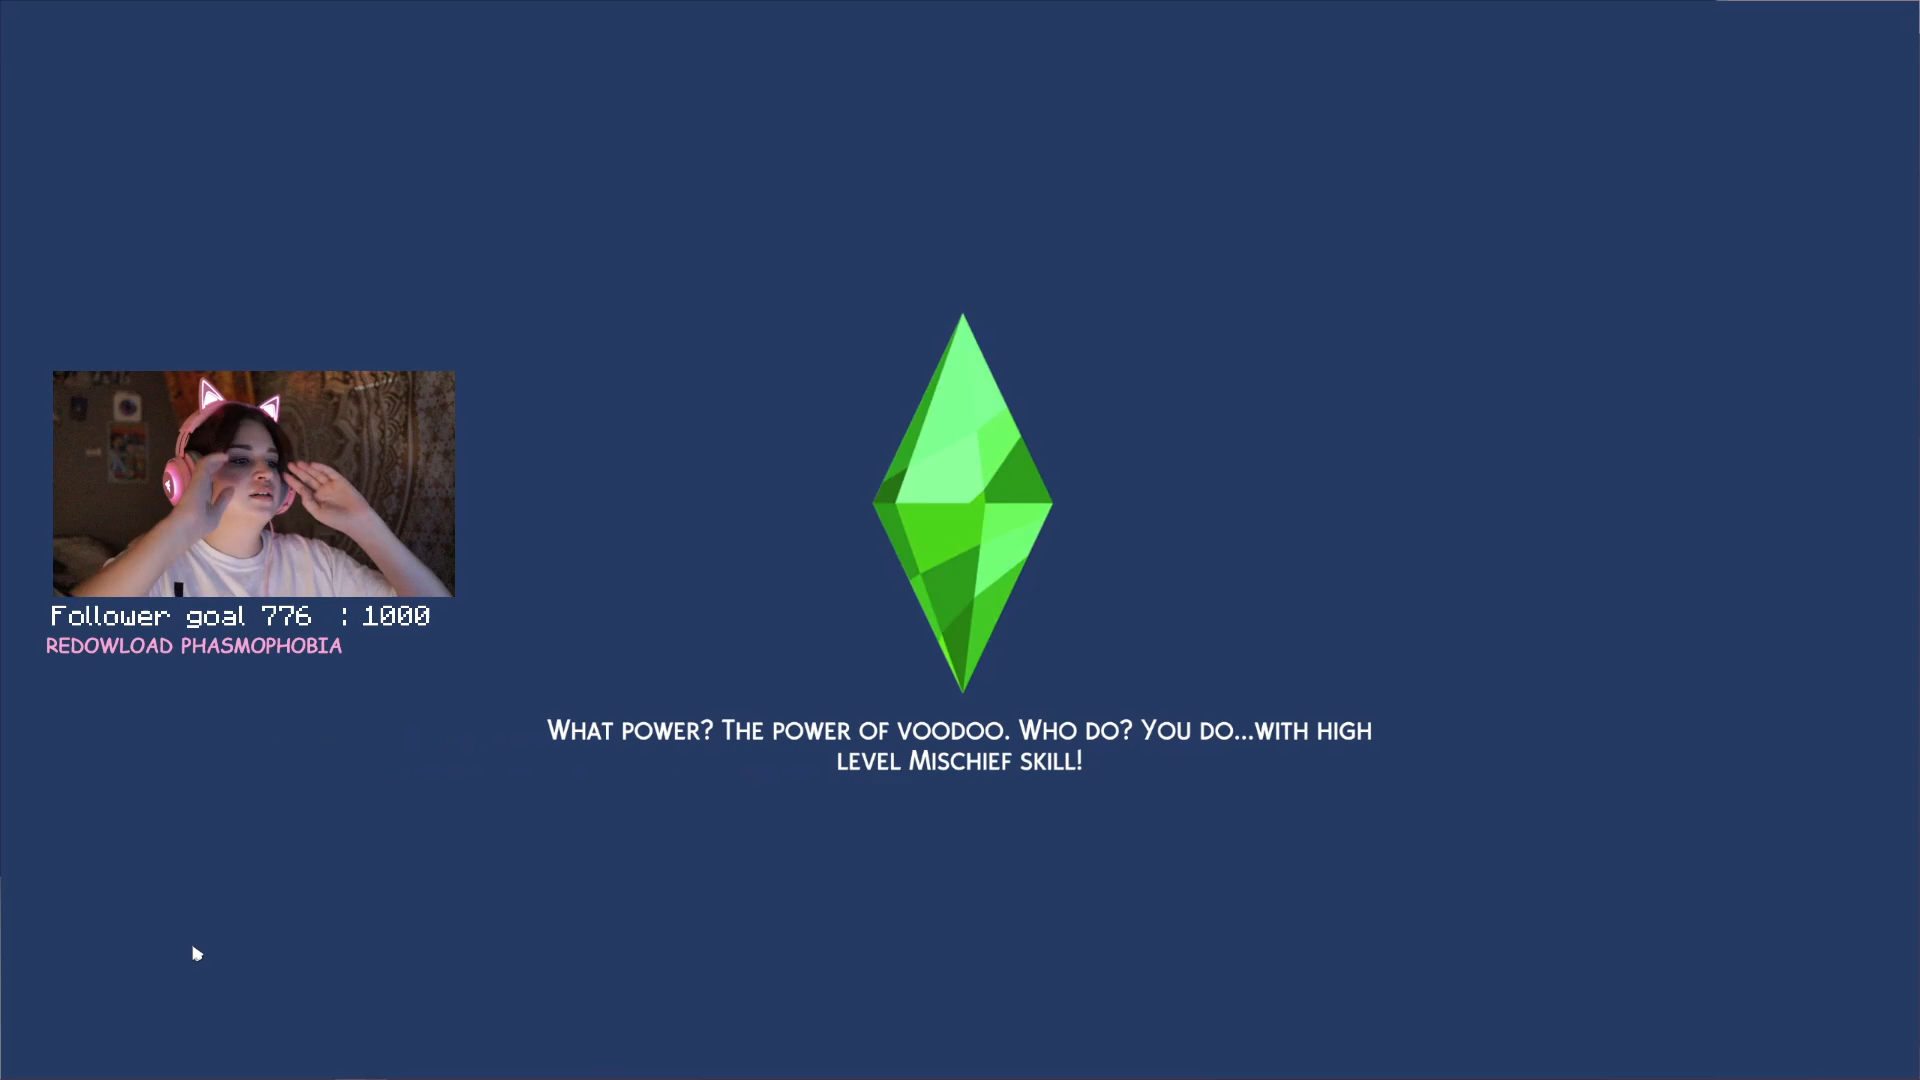 Follower goal 776 : 1000
REDOWLOAD PHASMOPHOBIA
What power? The power of voodoo. Who do? You do...with high
level Mischief skill!